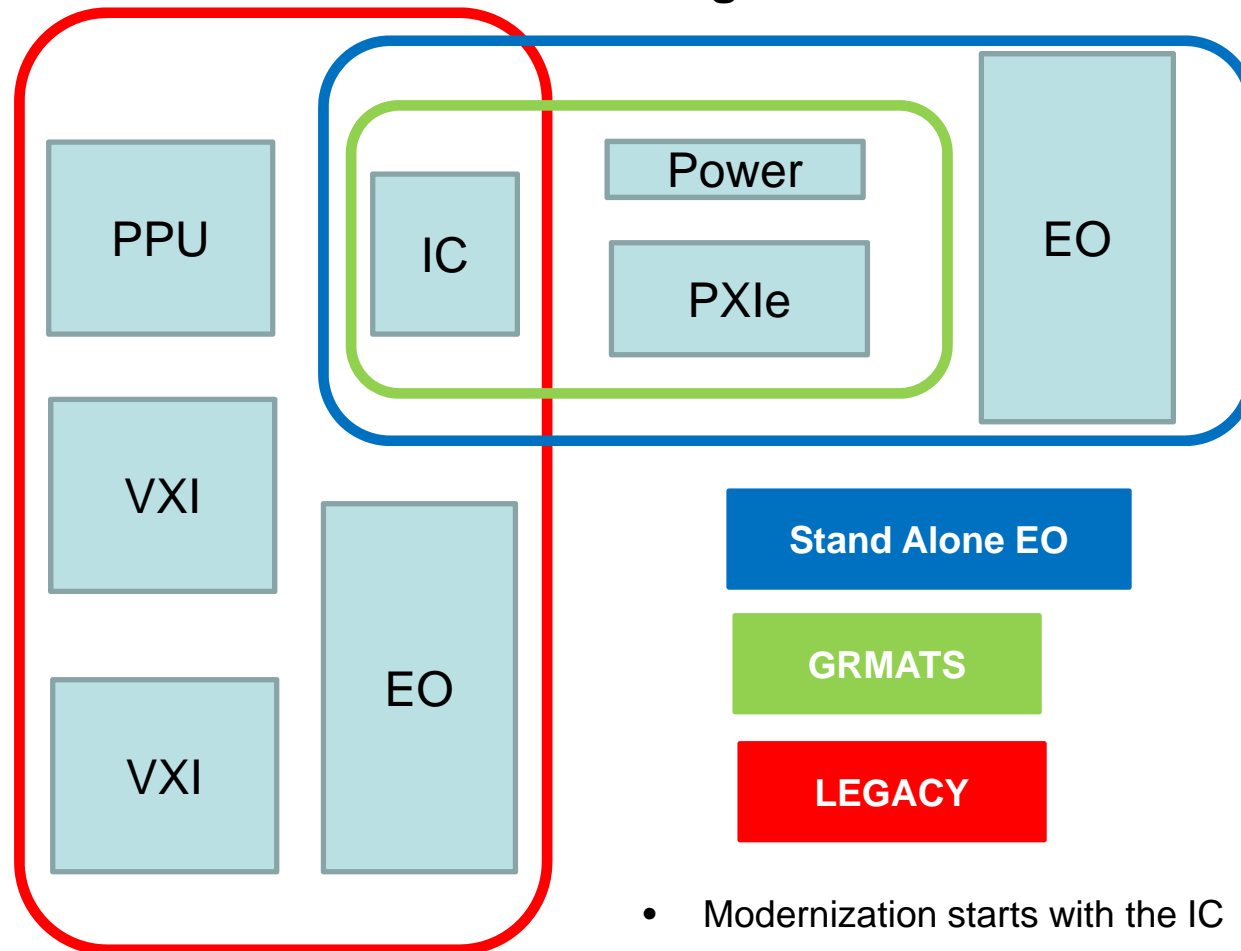 PPU
IC
Power
PXIe
EO
VXI
EO
VXI
Stand Alone EO
GRMATS
LEGACY
• Modernization starts with the IC